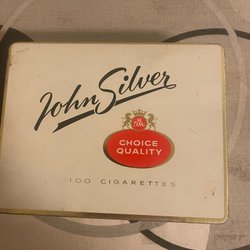 John Silver
CHOICE
QUALITY
100 CIGARETTES